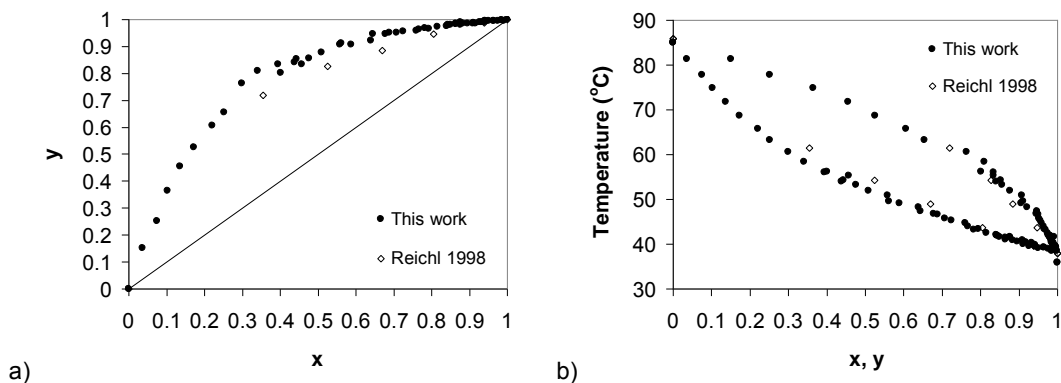 1
0.9
0.8
0.7
0.6
0.5
0.4
0.3
0.2
0.1
0
y
0 0.1 0.2 0.3 0.4 0.5 0.6 0.7 0.8 0.9 1
x
This work
Reichl 1998
a)
90
80
70
60
50
40
30
Temperature (°C)
0 0.1 0.2 0.3 0.4 0.5 0.6 0.7 0.8 0.9 1
x, y
This work
Reichl 1998
b)